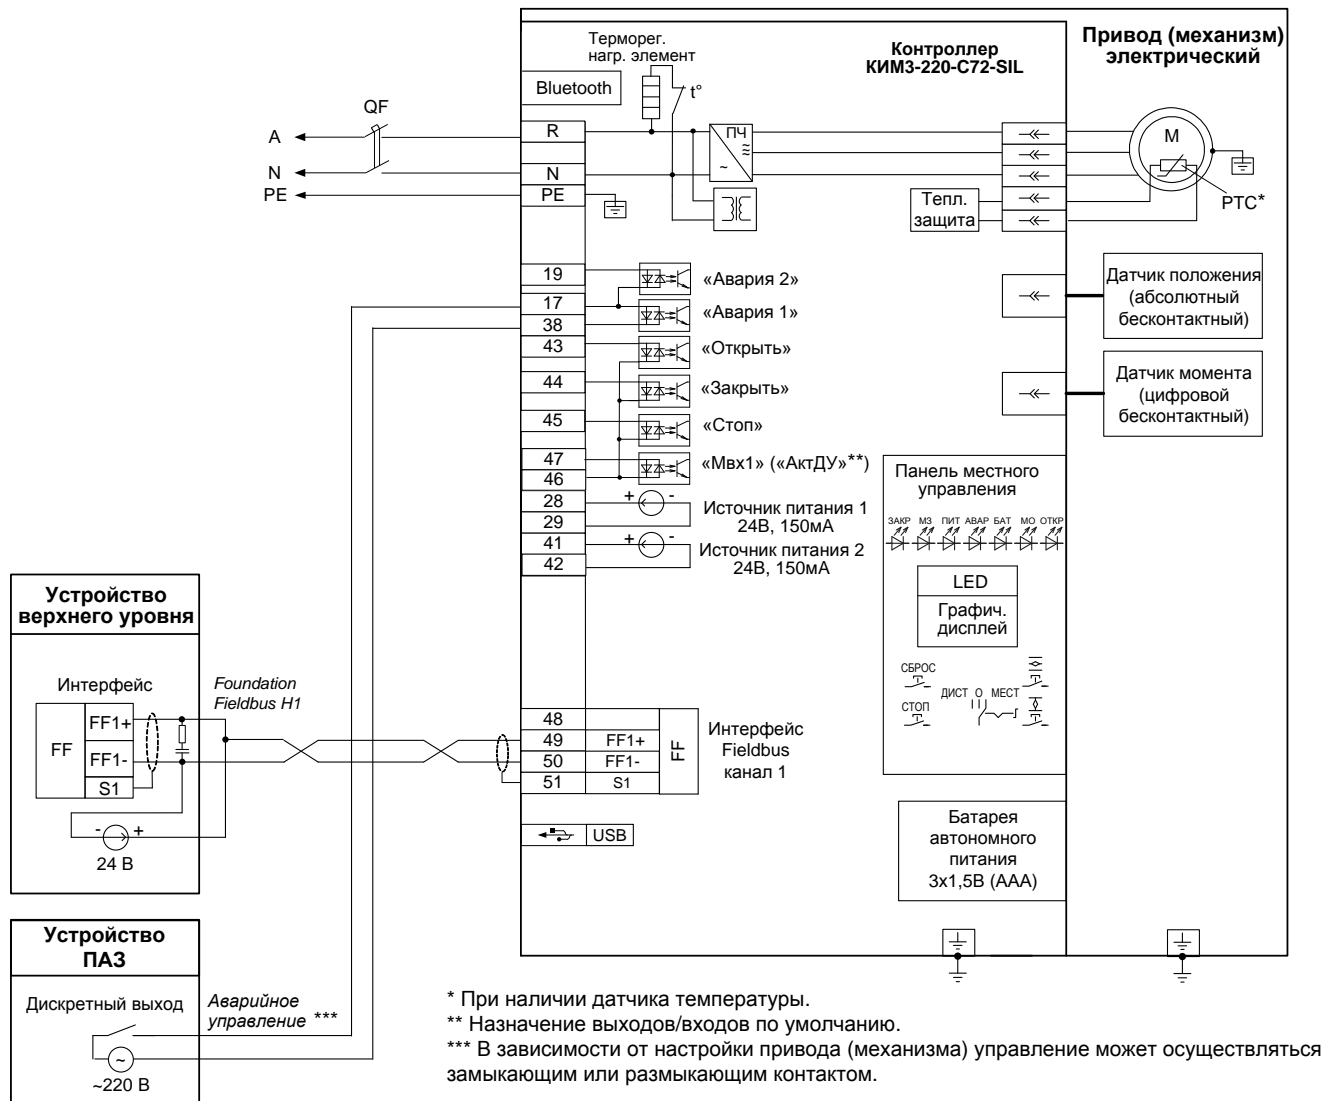 Терморег.
нагр. элемент
Контроллер
КИМ3-220-C72-SIL
Привод (механизм)
электрический
Bluetooth
t°
QF
A
R
ПЧ
M
N
N
PE
PE
Тепл.
защита
PTC*
19
«Авария 2»
17
«Авария 1»
38
43
«Открыть»
44
«Закрыть»
45
«Стоп»
47
«Мвх1» («АктДУ»**)
46
28
+ -
Источник питания 1
24В, 150мА
29
41
+ -
Источник питания 2
24В, 150мА
42
Датчик положения
(абсолютный
бесконтактный)
Датчик момента
(цифровой
бесконтактный)
Панель местного
управления
ЗАКР МЗ ПИТ АВАР БАТ МО ОТКР
LED
Графич.
дисплей
СБРОС
ДИСТ О МЕСТ
СТОП
Устройство
верхнего уровня
Интерфейс
Foundation
Fieldbus H1
FF
FF1+
FF1-
S1
- +
24 В
48
49 FF1+
50 FF1-
51 S1
FF
Интерфейс
Fieldbus
канал 1
USB
Батарея
автономного
питания
3x1,5В (AAA)
Устройство
ПАЗ
Дискретный выход
Аварийное
управление ***
~
~220 В
* При наличии датчика температуры.
** Назначение выходов/входов по умолчанию.
*** В зависимости от настройки привода (механизма) управление может осуществляться
замыкающим или размыкающим контактом.